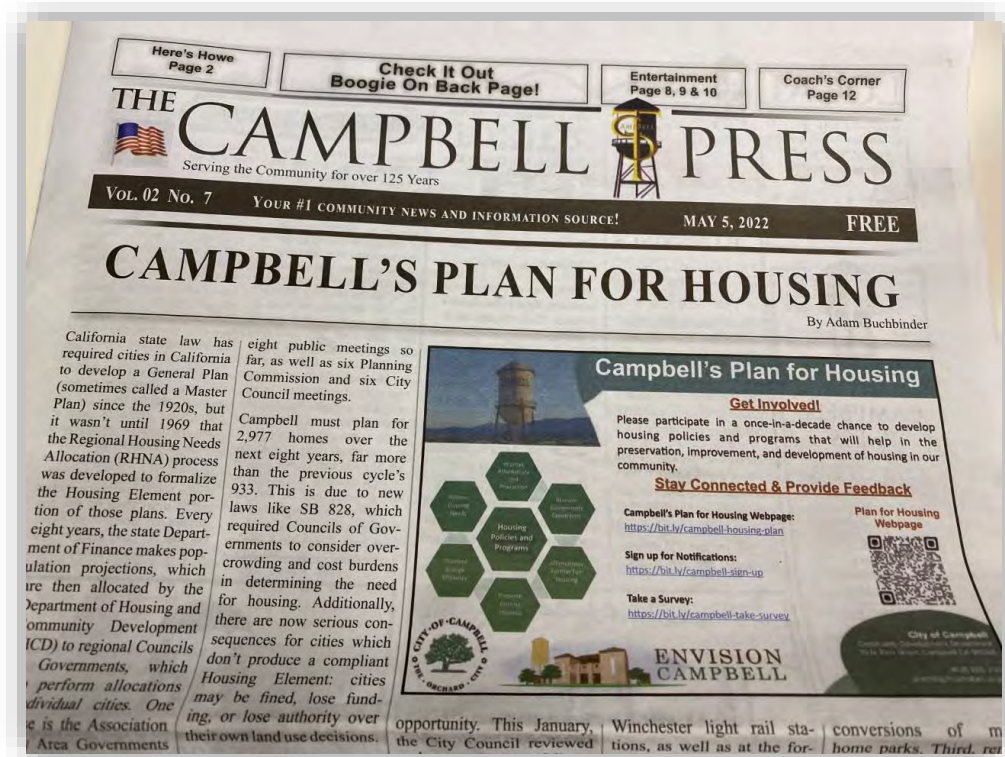 Here's Howe
Page 2
Check It Out
Boogie On Back Page!
Entertainment
Page 8, 9 & 10
Coach's Corner
Page 12
THE CAMPBELL PRESS
Serving the Community for over 125 Years
VOL. 02 NO. 7 YOUR #1 COMMUNITY NEWS AND INFORMATION SOURCE! MAY 5, 2022 FREE
CAMPBELL'S PLAN FOR HOUSING
By Adam Buchbinder
California state law has
required cities in California
to develop a General Plan
(sometimes called a Master
Plan) since the 1920s, but
it wasn't until 1969 that
the Regional Housing Needs
Allocation (RHNA) process
was developed to formalize
the Housing Element por-
tion of those plans. Every
eight years, the state Depart-
ment of Finance makes pop-
ulation projections, which
are then allocated by the
Department of Housing and
Community Development
(HCD) to regional Councils
Governments, which
perform allocations
individual cities. One
is the Association
Area Governments
eight public meetings so
far, as well as six Planning
Commission and six City
Council meetings.
Campbell must plan for
2,977 homes over the
next eight years, far more
than the previous cycle's
933. This is due to new
laws like SB 828, which
required Councils of Gov-
ernments to consider over-
crowding and cost burdens
in determining the need
for housing. Additionally,
there are now serious con-
sequences for cities which
don't produce a compliant
Housing Element: cities
may be fined, lose fund-
ing, or lose authority over
their own land use decisions.
Campbell's Plan for Housing
Get Involved!
Please participate in a once-in-a-decade chance to develop
housing policies and programs that will help in the
preservation, improvement, and development of housing in our
community.
Stay Connected & Provide Feedback
Campbell's Plan for Housing Webpage:
https://bit.ly/campbell-housing-plan
Sign up for Notifications:
https://bit.ly/campbell-sign-up
Take a Survey:
https://bit.ly/campbell-take-survey
Plan for Housing
Webpage
Housing
Policies and
Programs
CITY·OF·CAMPBELL
THE·ORCHARD·CITY
ENVISION
CAMPBELL
City of Campbell
opportunity. This January,
the City Council reviewed
Winchester light rail sta-
tions, as well as at the for-
conversions of
home parks. Third,